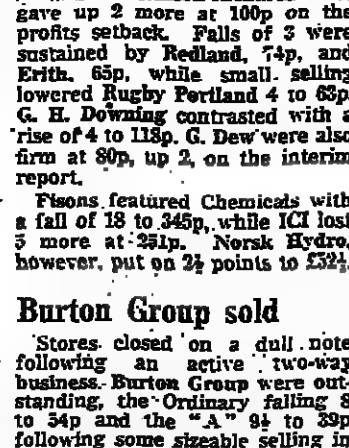 gave up 2 more at 100p on the
profits setback. Falls of 3 were
sustained by Redland, 74p, and
Erith, 65p, while small selling
lowered Rugby Portland 4 to 63p.
G. H. Downing contrasted with a
rise of 4 to 118p. G. Dew were also
firm at 80p, up 2, on the interim
report.
Fisons featured Chemicals with
a fall of 18 to 345p, while ICI lost
3 more at 251p. Norsk Hydro,
however, put on 2½ points to £32½.
Burton Group sold
Stores closed on a dull note
following an active two-way
business. Burton Group were out-
standing, the Ordinary falling 8
to 54p and the "A" 9½ to 39p
following some sizeable selling in